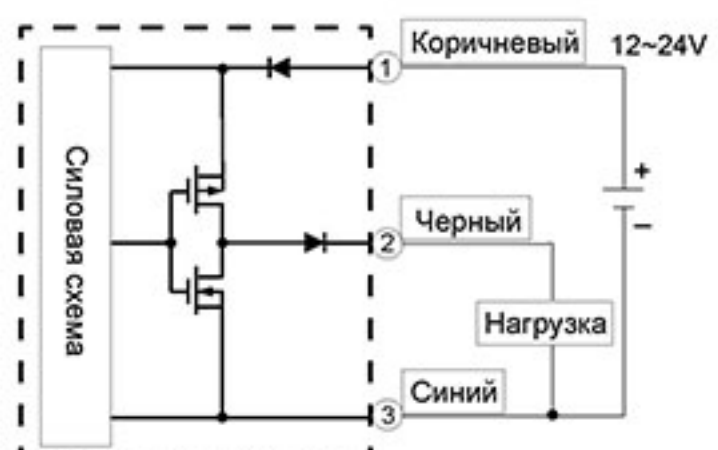 Коричневый 12~24V
1
+
Силовая схема
Черный
2
−
Нагрузка
Синий
3